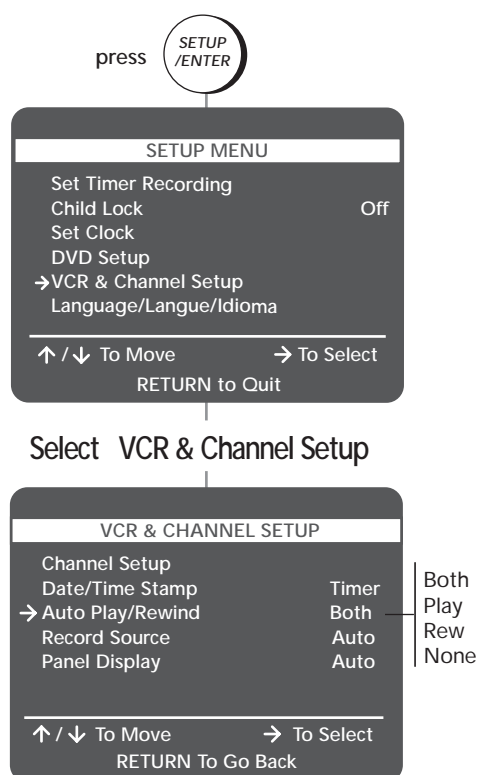 press SETUP
/ENTER
SETUP MENU
Set Timer Recording
Child Lock Off
Set Clock
DVD Setup
→VCR & Channel Setup
Language/Langue/Idioma
↑ / ↓ To Move → To Select
RETURN to Quit
Select VCR & Channel Setup
VCR & CHANNEL SETUP
Channel Setup
Date/Time Stamp Timer
→ Auto Play/Rewind Both
Record Source Auto
Panel Display Auto
↑ / ↓ To Move → To Select
RETURN To Go Back
Both
Play
Rew
None